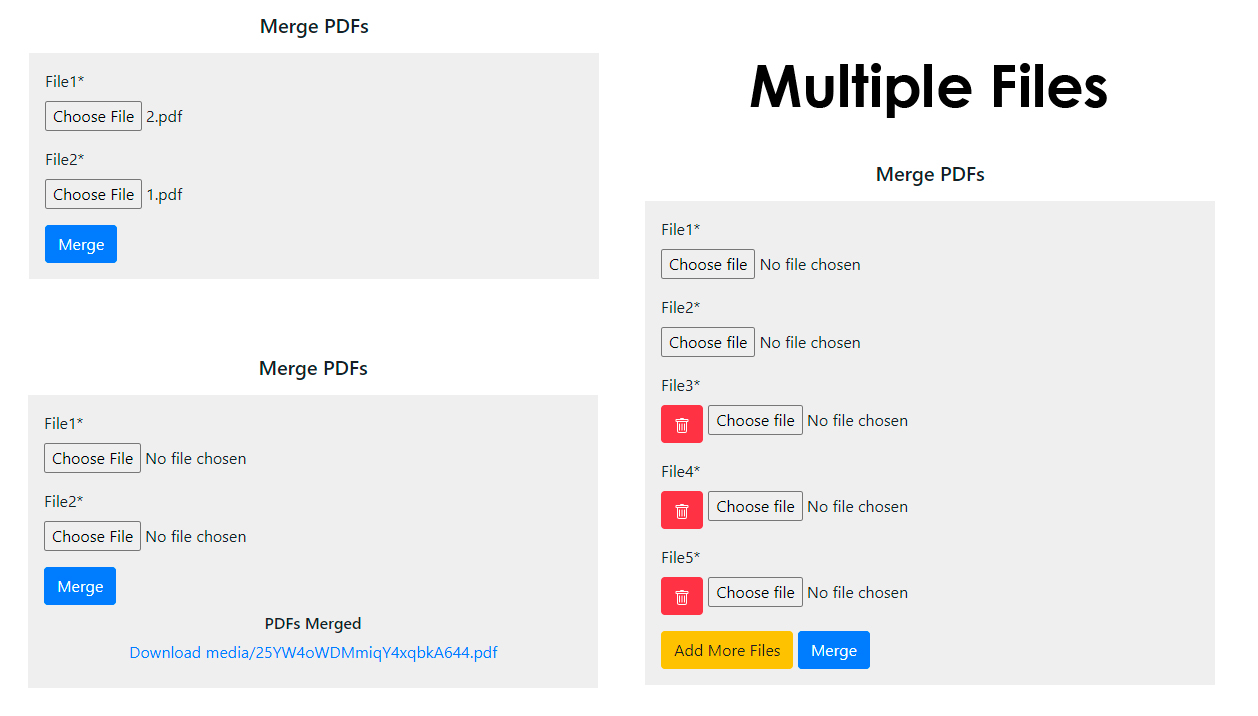 Merge PDFs
File1*
Choose File 2.pdf
File2*
Choose File 1.pdf
Merge
Merge PDFs
File1*
Choose File No file chosen
File2*
Choose File No file chosen
Merge
PDFs Merged
Download media/25YW4oWDMmiqY4xqbkA644.pdf
Multiple Files
Merge PDFs
File1*
Choose file No file chosen
File2*
Choose file No file chosen
File3*
Choose file No file chosen
File4*
Choose file No file chosen
File5*
Choose file No file chosen
Add More Files Merge